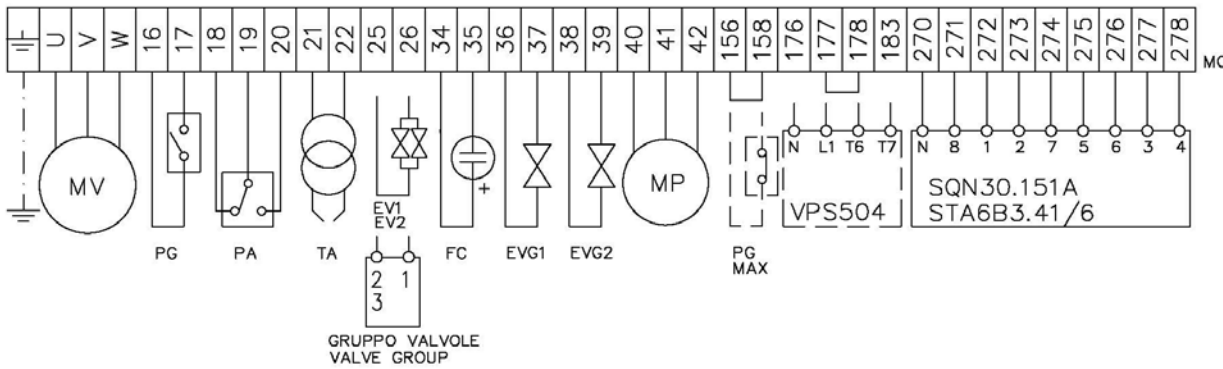 U V W 16 17 18 19 20 21 22 25 26 34 35 36 37 38 39 40 41 42 156 158 176 177 178 183 270 271 272 273 274 275 276 277 278
N L1 T6 T7 N 8 1 2 7 5 6 3 4
MV MP
SQN30.151A
STA6B3.41/6
VPS504
+
EV1
EV2
PG PA TA FC EVG1 EVG2 PG
MAX
2 1
3
GRUPPO VALVOLE
VALVE GROUP